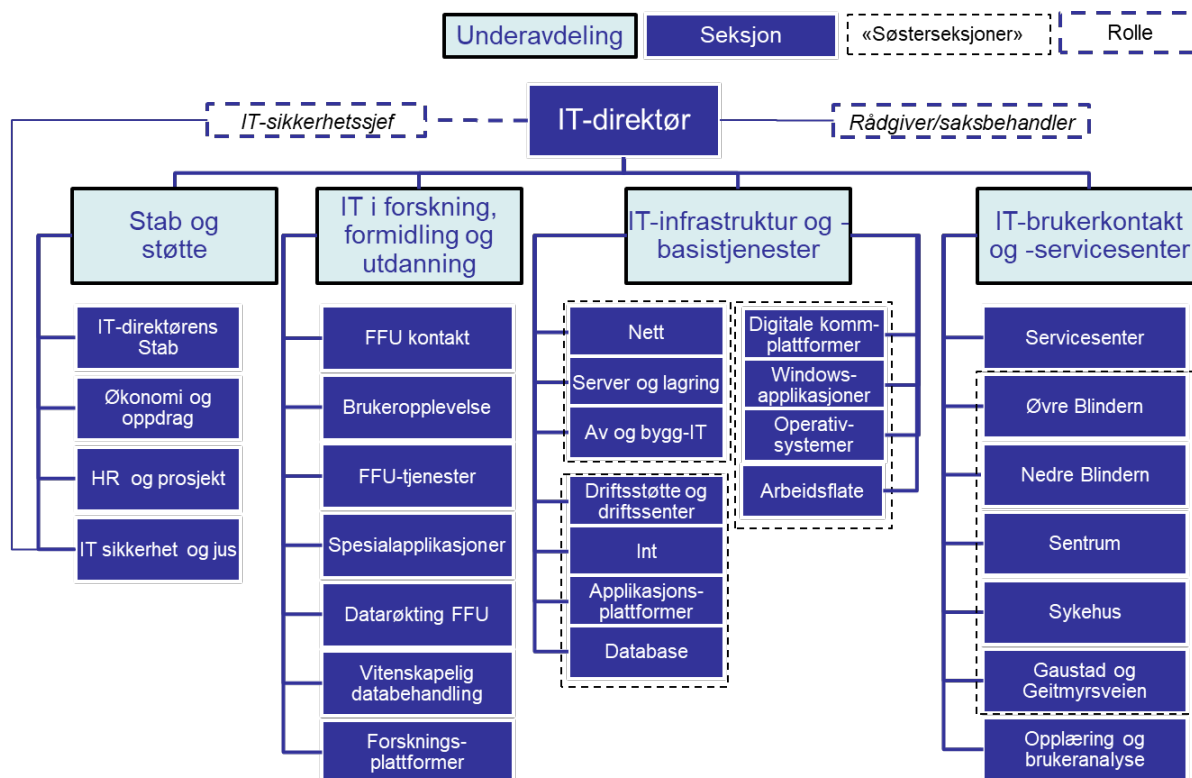 Underavdeling
Seksjon
«Søsterseksjoner»
Rolle
IT-sikkerhetssjef
IT-direktør
Rådgiver/saksbehandler
Stab og
støtte
IT-direktørens
Stab
Økonomi og
oppdrag
HR og prosjekt
IT sikkerhet og jus
IT i forskning,
formidling og
utdanning
FFU kontakt
Brukeropplevelse
FFU-tjenester
Spesialapplikasjoner
Datarøkting FFU
Vitenskapelig
databehandling
Forsknings-
plattformer
IT-infrastruktur og -
basistjenester
Nett
Server og lagring
Av og bygg-IT
Driftsstøtte og
driftssenter
Int
Applikasjons-
plattformer
Database
Digitale komm-
plattformer
Windows-
applikasjoner
Operativ-
systemer
Arbeidsflate
IT-brukerkontakt
og -servicesenter
Servicesenter
Øvre Blindern
Nedre Blindern
Sentrum
Sykehus
Gaustad og
Geitmyrsveien
Opplæring og
brukeranalyse